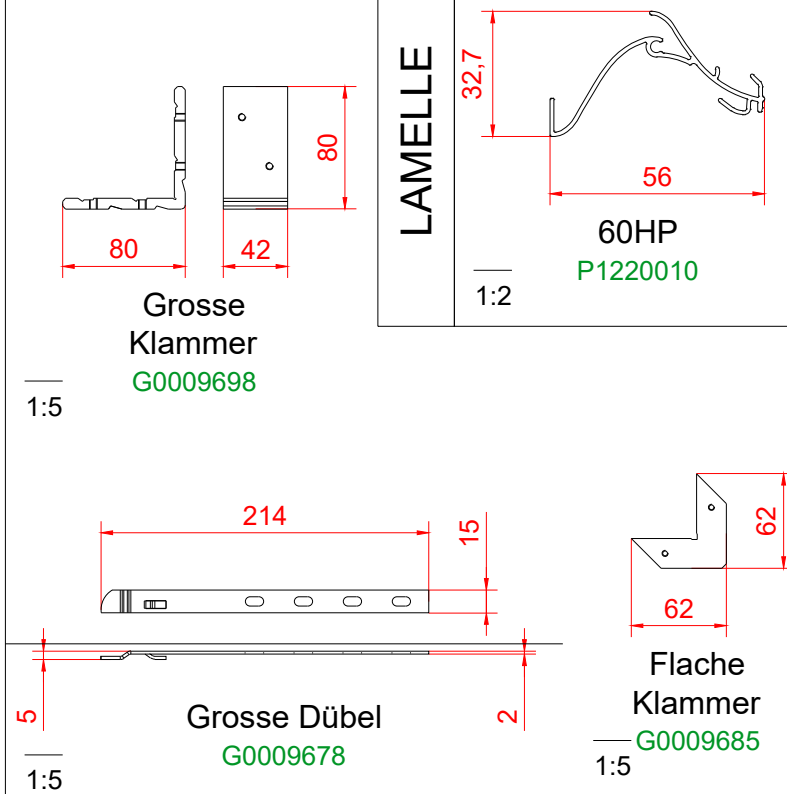 80
80
42
Grosse
Klammer
G0009698
1:5
LAMELLE
32,7
56
60HP
P1220010
1:2
214
15
5
2
Grosse Dübel
G0009678
1:5
62
62
Flache
Klammer
G0009685
1:5